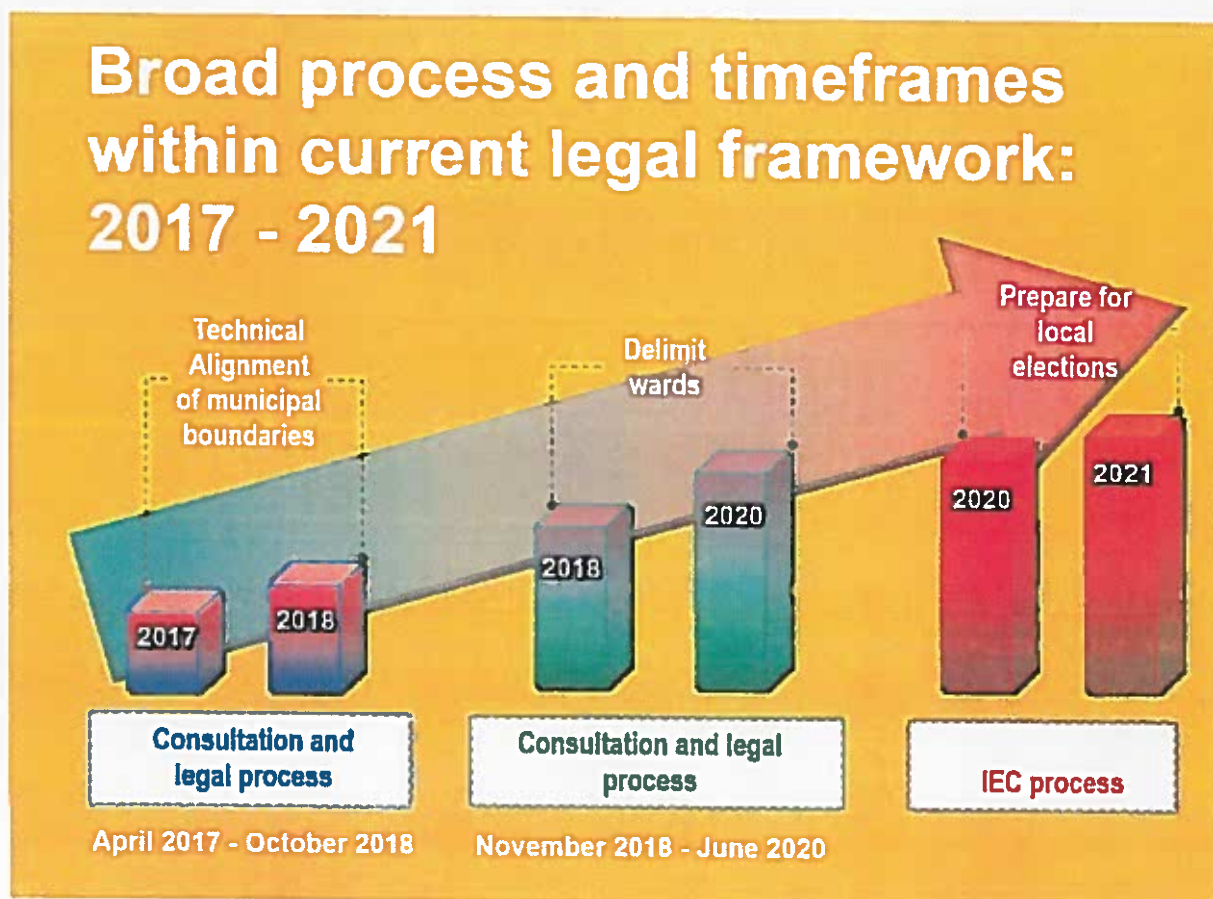 Broad process and timeframes
within current legal framework:
2017 - 2021
Technical
Alignment
of municipal
boundaries
Delimit
wards
Prepare for
local
elections
2017
2018
2018
2020
2020
2021
Consultation and
legal process
Consultation and legal
process
IEC process
April 2017 - October 2018
November 2018 - June 2020